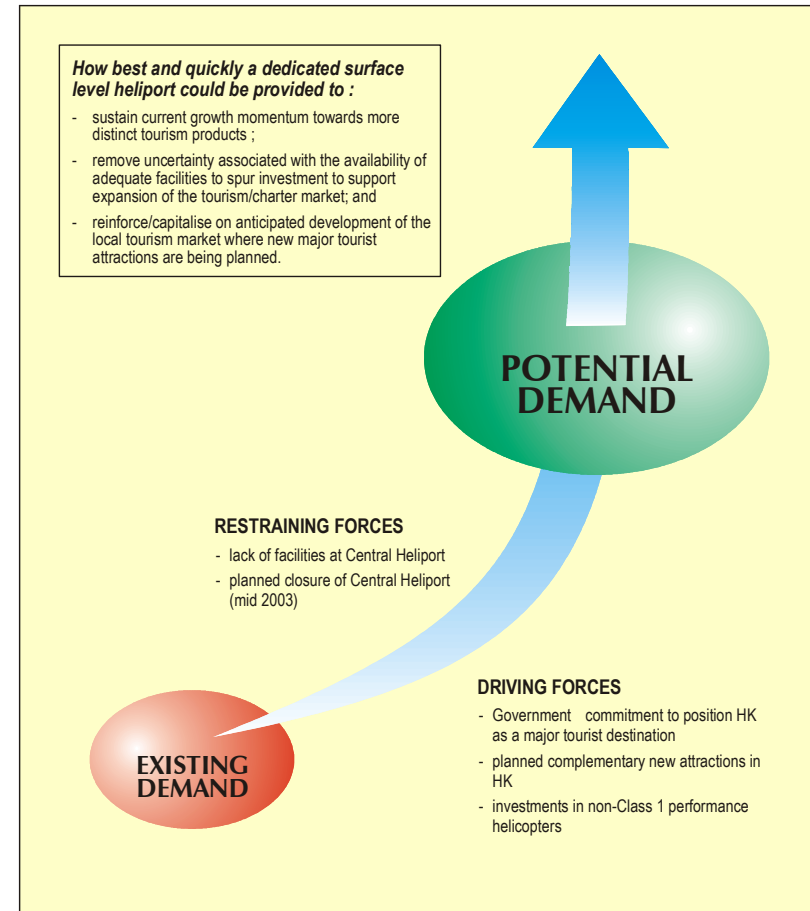 How best and quickly a dedicated surface
level heliport could be provided to :
- sustain current growth momentum towards more
distinct tourism products ;
- remove uncertainty associated with the availability of
adequate facilities to spur investment to support
expansion of the tourism/charter market; and
- reinforce/capitalise on anticipated development of the
local tourism market where new major tourist
attractions are being planned.
POTENTIAL
DEMAND
RESTRAINING FORCES
- lack of facilities at Central Heliport
- planned closure of Central Heliport
(mid 2003)
DRIVING FORCES
- Government commitment to position HK
as a major tourist destination
- planned complementary new attractions in
HK
- investments in non-Class 1 performance
helicopters
EXISTING
DEMAND